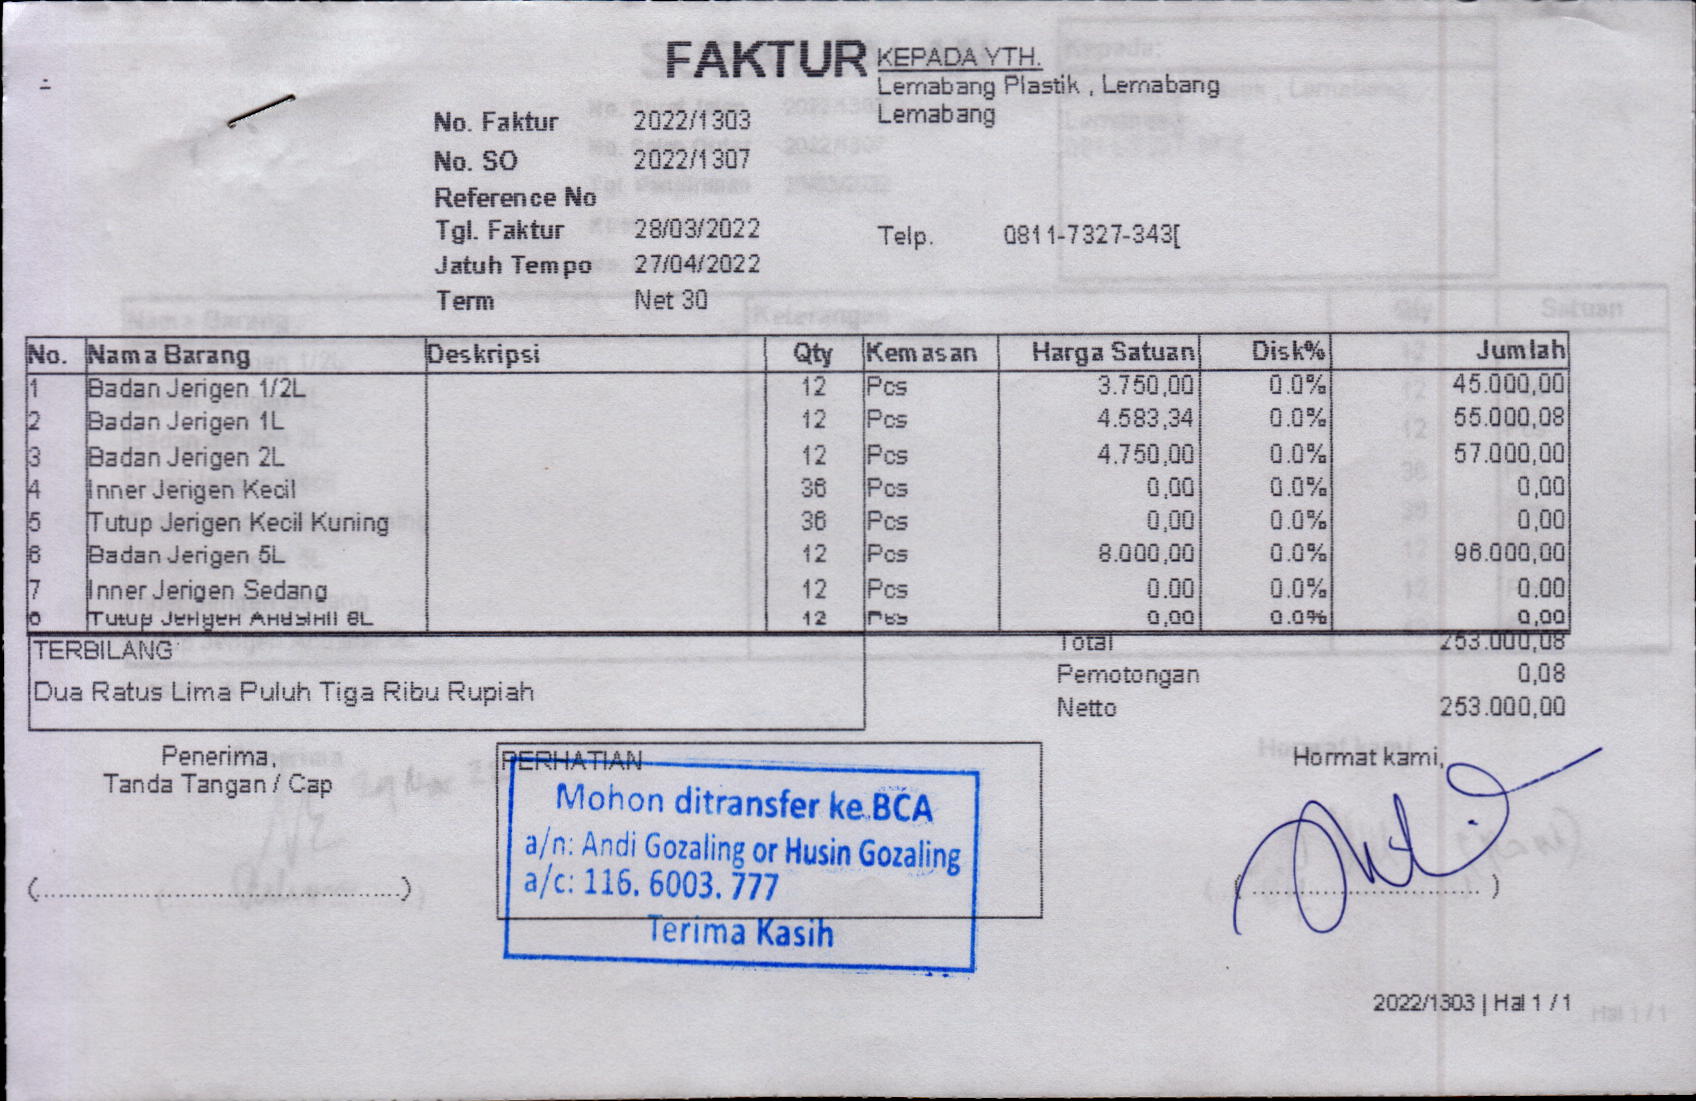 FAKTUR KEPADA YTH.
Lemabang Plastik , Lemabang
Lemabang
No. Faktur 2022/1303
No. SO 2022/1307
Reference No
Tgl. Faktur 28/03/2022
Telp. 0811-7327-343[
Jatuh Tempo 27/04/2022
Term Net 30
No. Nama Barang Deskripsi Qty Kemasan Harga Satuan Disk% Jumlah
1 Badan Jerigen 1/2L 12 Pcs 3.750,00 0.0% 45.000,00
2 Badan Jerigen 1L 12 Pcs 4.583,34 0.0% 55.000,08
3 Badan Jerigen 2L 12 Pcs 4.750,00 0.0% 57.000,00
4 Inner Jerigen Kecil 36 Pcs 0,00 0.0% 0,00
5 Tutup Jerigen Kecil Kuning 36 Pcs 0,00 0.0% 0,00
6 Badan Jerigen 5L 12 Pcs 8.000,00 0.0% 96.000,00
7 Inner Jerigen Sedang 12 Pcs 0.00 0.0% 0.00
Tutup Jerigen 12 Pcs 0,00 0.0% 0,00
TERBILANG
Dua Ratus Lima Puluh Tiga Ribu Rupiah
Total 253.000,08
Pemotongan 0,08
Netto 253.000,00
Penerima,
Tanda Tangan / Cap
(........................................................)
PERHATIAN
Mohon ditransfer ke.BCA
a/n: Andi Gozaling or Husin Gozaling
a/c: 116. 6003. 777
Terima Kasih
Hormat kami,
(...................................)
2022/1303 | Hal 1 / 1